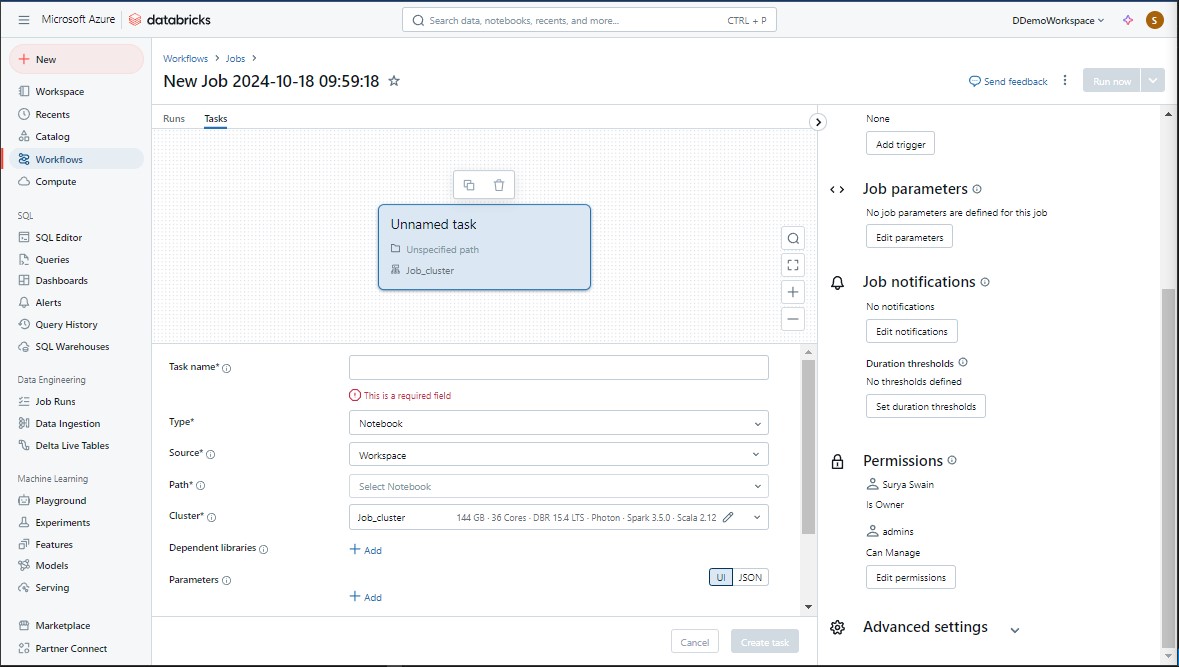 Microsoft Azure databricks
Search data, notebooks, recents, and more... CTRL + P
DDemoWorkspace S
New
Workspace
Recents
Catalog
Workflows
Compute
SQL
SQL Editor
Queries
Dashboards
Alerts
Query History
SQL Warehouses
Data Engineering
Job Runs
Data Ingestion
Delta Live Tables
Machine Learning
Playground
Experiments
Features
Models
Serving
Marketplace
Partner Connect
Workflows > Jobs >
New Job 2024-10-18 09:59:18
Send feedback
Run now
Runs Tasks
Unnamed task
Unspecified path
Job_cluster
Task name*
This is a required field
Type* Notebook
Source* Workspace
Path* Select Notebook
Cluster* Job_cluster 144 GB · 36 Cores · DBR 15.4 LTS · Photon · Spark 3.5.0 · Scala 2.12
Dependent libraries + Add
Parameters UI JSON
+ Add
Cancel Create task
None
Add trigger
Job parameters
No job parameters are defined for this job
Edit parameters
Job notifications
No notifications
Edit notifications
Duration thresholds
No thresholds defined
Set duration thresholds
Permissions
Surya Swain
Is Owner
admins
Can Manage
Edit permissions
Advanced settings